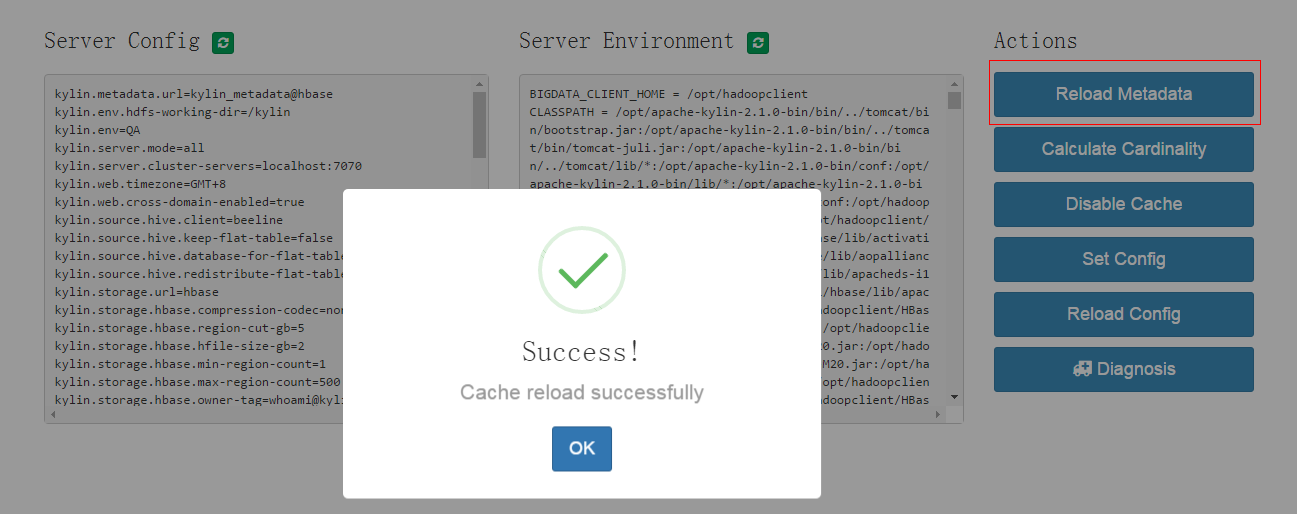 Server Config
Server Environment
Actions
kylin.metadata.url=kylin_metadata@hbase
kylin.env.hdfs-working-dir=/kylin
kylin.env=QA
kylin.server.mode=all
kylin.server.cluster-servers=localhost:7070
kylin.web.timezone=GMT+8
kylin.web.cross-domain-enabled=true
kylin.source.hive.client=beeline
kylin.source.hive.keep-flat-table=false
kylin.source.hive.database-for-flat-table
kylin.source.hive.redistribute-flat-table
kylin.storage.url=hbase
kylin.storage.hbase.compression-codec=non
kylin.storage.hbase.region-cut-gb=5
kylin.storage.hbase.hfile-size-gb=2
kylin.storage.hbase.min-region-count=1
kylin.storage.hbase.max-region-count=500
kylin.storage.hbase.owner-tag=whoami@kyli
BIGDATA_CLIENT_HOME = /opt/hadoopclient
CLASSPATH = /opt/apache-kylin-2.1.0-bin/bin/../tomcat/bi
n/bootstrap.jar:/opt/apache-kylin-2.1.0-bin/bin/../tomca
t/bin/tomcat-juli.jar:/opt/apache-kylin-2.1.0-bin/bi
n/../tomcat/lib/*:/opt/apache-kylin-2.1.0-bin/conf:/opt/
apache-kylin-2.1.0-bin/lib/*:/opt/apache-kylin-2.1.0-bi
onf:/opt/hadoop
t/hadoopclient/
ase/lib/activati
e/lib/aopallianc
lib/apacheds-i1
/hbase/lib/apac
adoopclient/HBas
/opt/hadoopclie
20.jar:/opt/hado
M20.jar:/opt/ha
opt/hadoopclien
adoopclient/HBas
Reload Metadata
Calculate Cardinality
Disable Cache
Set Config
Reload Config
Diagnosis
Success!
Cache reload successfully
OK